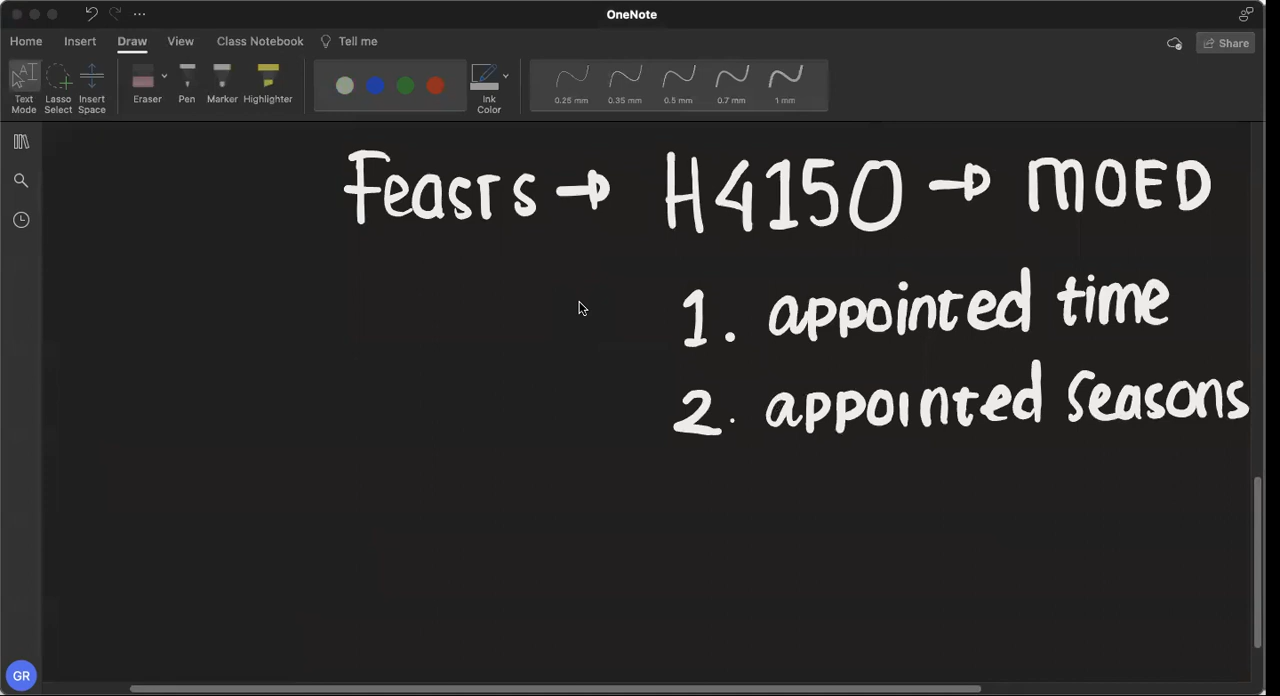 OneNote
Home Insert Draw View Class Notebook Tell me
Share
Text Mode
Lasso Select
Insert Space
Eraser
Pen
Marker
Highlighter
Ink Color
0.25 mm
0.35 mm
0.5 mm
0.7 mm
1 mm
Feasts → H4150 → MOED
1. appointed time
2. appointed seasons
GR